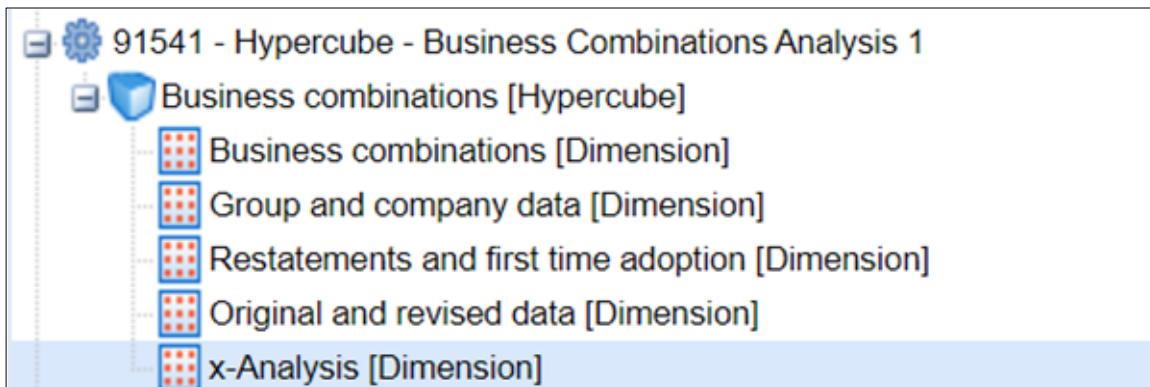 91541 - Hypercube - Business Combinations Analysis 1
Business combinations [Hypercube]
Business combinations [Dimension]
Group and company data [Dimension]
Restatements and first time adoption [Dimension]
Original and revised data [Dimension]
x-Analysis [Dimension]